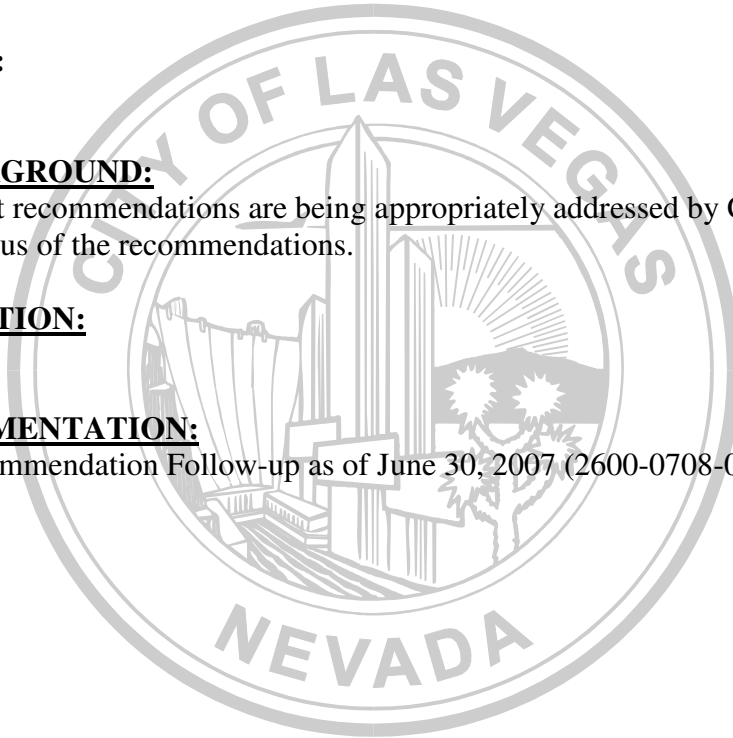 :
GROUND:
t recommendations are being appropriately addressed by C
us of the recommendations.
TION:
MENTATION:
ommendation Follow-up as of June 30, 2007 (2600-0708-0
CITY OF LAS VEGAS
NEVADA